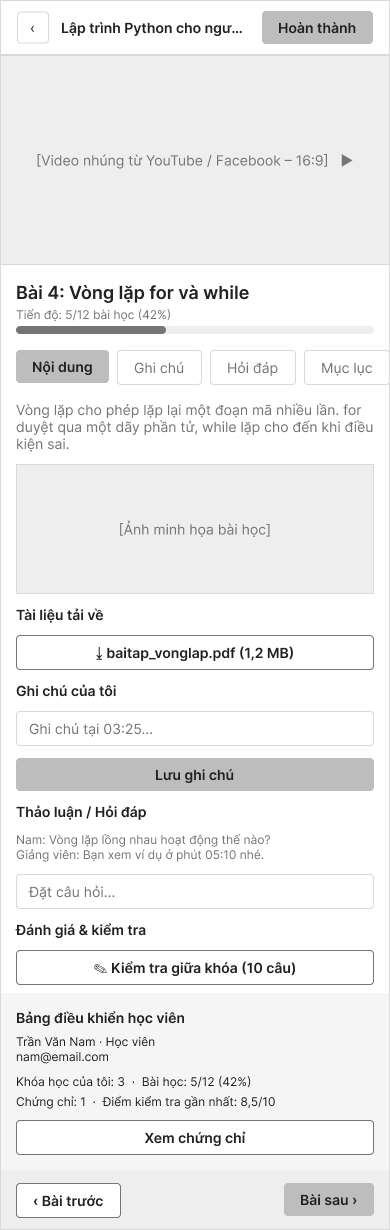 ‹ Lập trình Python cho ngư... Hoàn thành
[Video nhúng từ YouTube / Facebook – 16:9] ▶
Bài 4: Vòng lặp for và while
Tiến độ: 5/12 bài học (42%)
Nội dung Ghi chú Hỏi đáp Mục lục
Vòng lặp cho phép lặp lại một đoạn mã nhiều lần. for
duyệt qua một dãy phần tử, while lặp cho đến khi điều
kiện sai.
[Ảnh minh họa bài học]
Tài liệu tải về
⤓ baitap_vonglap.pdf (1,2 MB)
Ghi chú của tôi
Ghi chú tại 03:25...
Lưu ghi chú
Thảo luận / Hỏi đáp
Nam: Vòng lặp lồng nhau hoạt động thế nào?
Giảng viên: Bạn xem ví dụ ở phút 05:10 nhé.
Đặt câu hỏi...
Đánh giá & kiểm tra
✎ Kiểm tra giữa khóa (10 câu)
Bảng điều khiển học viên
Trần Văn Nam · Học viên
nam@email.com
Khóa học của tôi: 3 · Bài học: 5/12 (42%)
Chứng chỉ: 1 · Điểm kiểm tra gần nhất: 8,5/10
Xem chứng chỉ
‹ Bài trước Bài sau ›